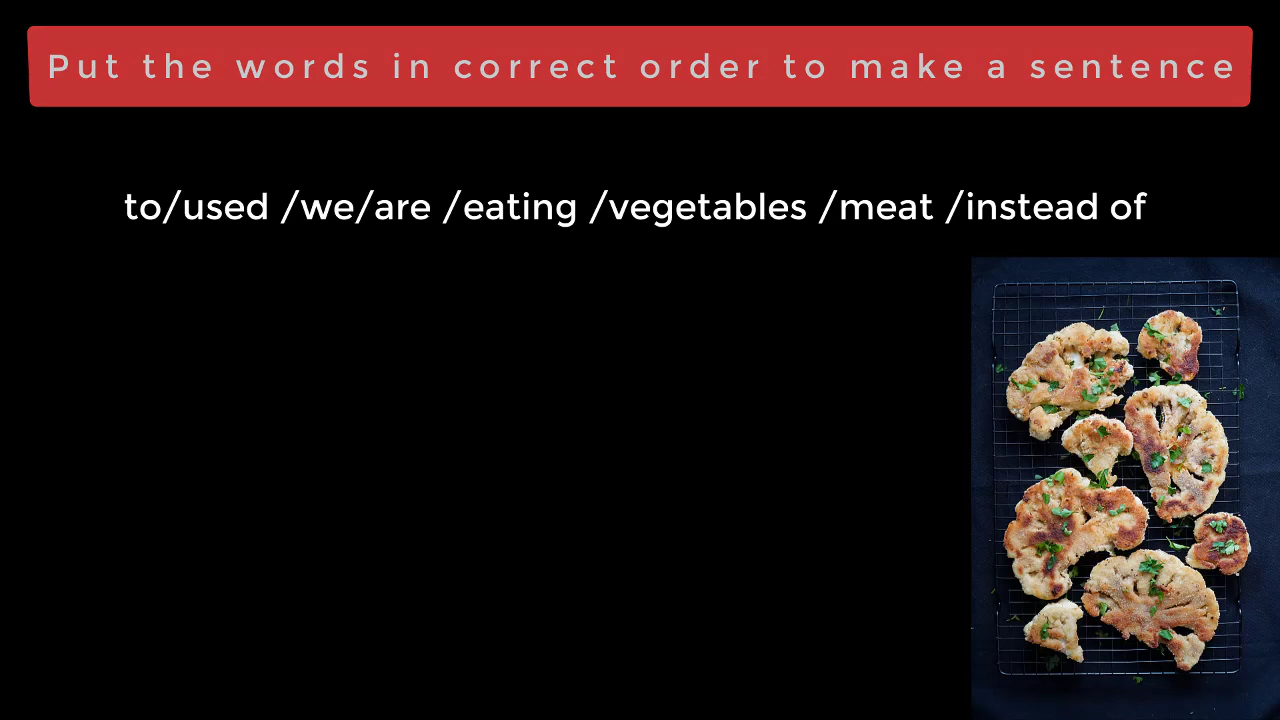 Put the words in correct order to make a sentence
to/used /we/are /eating /vegetables /meat /instead of